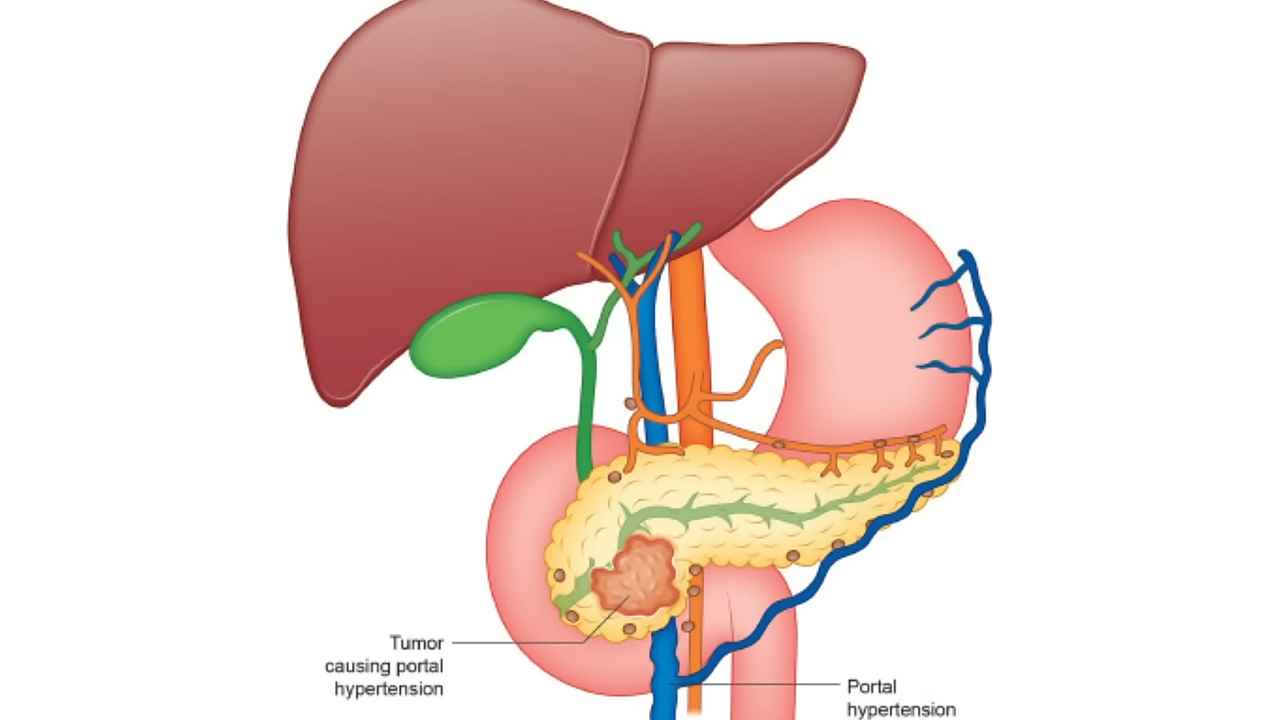 Tumor
causing portal
hypertension
Portal
hypertension